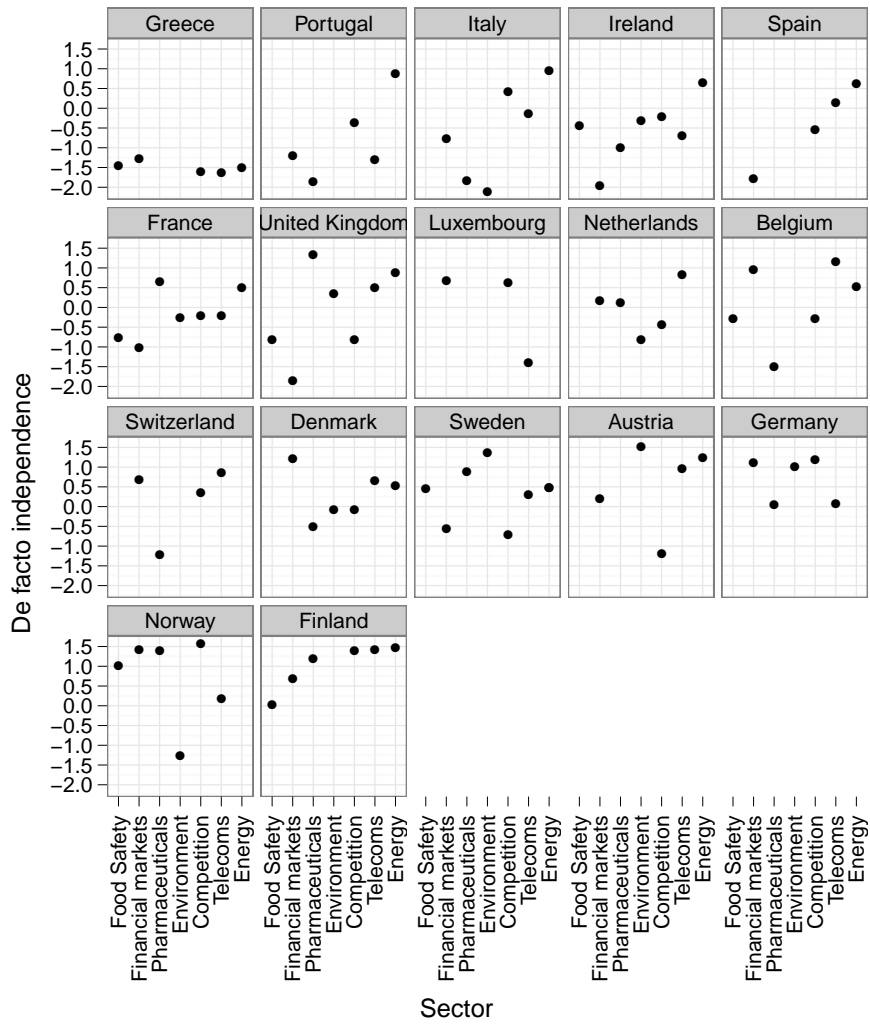 Greece Portugal Italy Ireland Spain
1.5
1.0
0.5
0.0
−0.5
−1.0
−1.5
−2.0
France United Kingdom Luxembourg Netherlands Belgium
1.5
1.0
0.5
0.0
−0.5
−1.0
−1.5
−2.0
Switzerland Denmark Sweden Austria Germany
1.5
1.0
0.5
0.0
−0.5
−1.0
−1.5
−2.0
Norway Finland
1.5
1.0
0.5
0.0
−0.5
−1.0
−1.5
−2.0
De facto independence
Food Safety
Financial markets
Pharmaceuticals
Environment
Competition
Telecoms
Energy
Food Safety
Financial markets
Pharmaceuticals
Environment
Competition
Telecoms
Energy
Food Safety
Financial markets
Pharmaceuticals
Environment
Competition
Telecoms
Energy
Food Safety
Financial markets
Pharmaceuticals
Environment
Competition
Telecoms
Energy
Food Safety
Financial markets
Pharmaceuticals
Environment
Competition
Telecoms
Energy
Sector